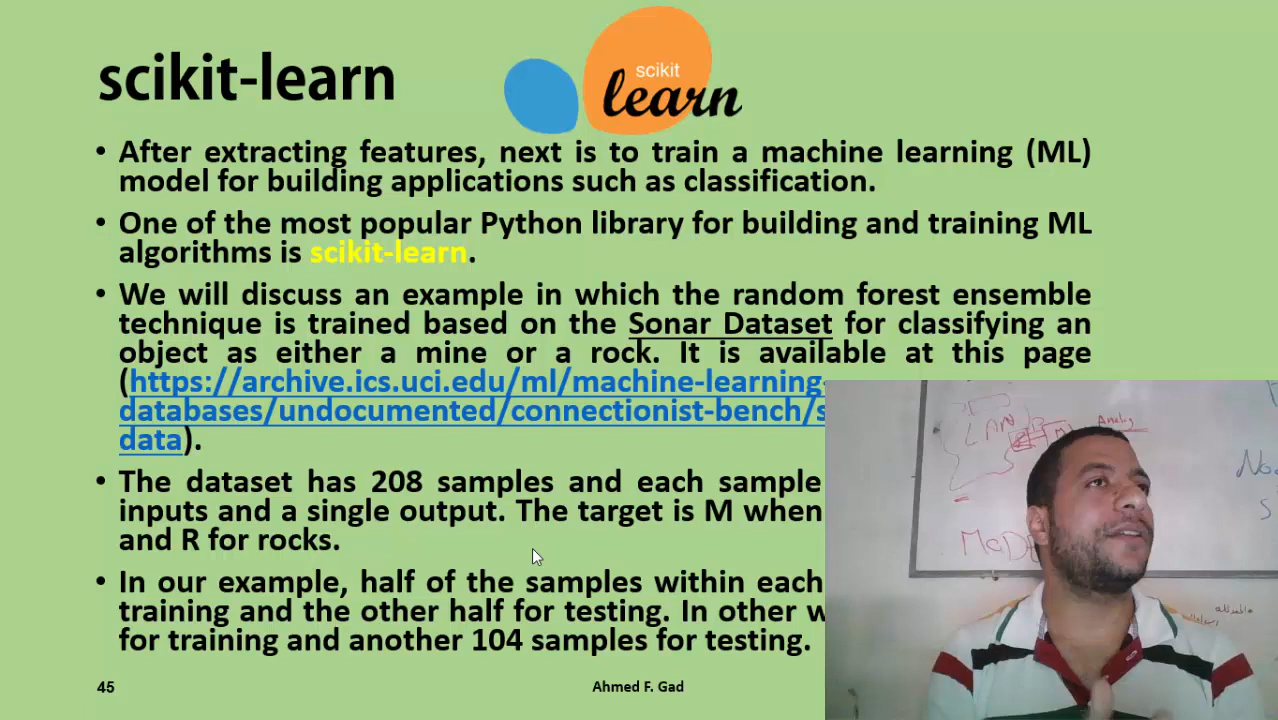 scikit-learn
scikit
learn
• After extracting features, next is to train a machine learning (ML)
model for building applications such as classification.
• One of the most popular Python library for building and training ML
algorithms is scikit-learn.
• We will discuss an example in which the random forest ensemble
technique is trained based on the Sonar Dataset for classifying an
object as either a mine or a rock. It is available at this page
(https://archive.ics.uci.edu/ml/machine-learning-
databases/undocumented/connectionist-bench/s
data).
• The dataset has 208 samples and each sample
inputs and a single output. The target is M when
and R for rocks.
• In our example, half of the samples within each
training and the other half for testing. In other w
for training and another 104 samples for testing.
LAN
Analog
45
Ahmed F. Gad